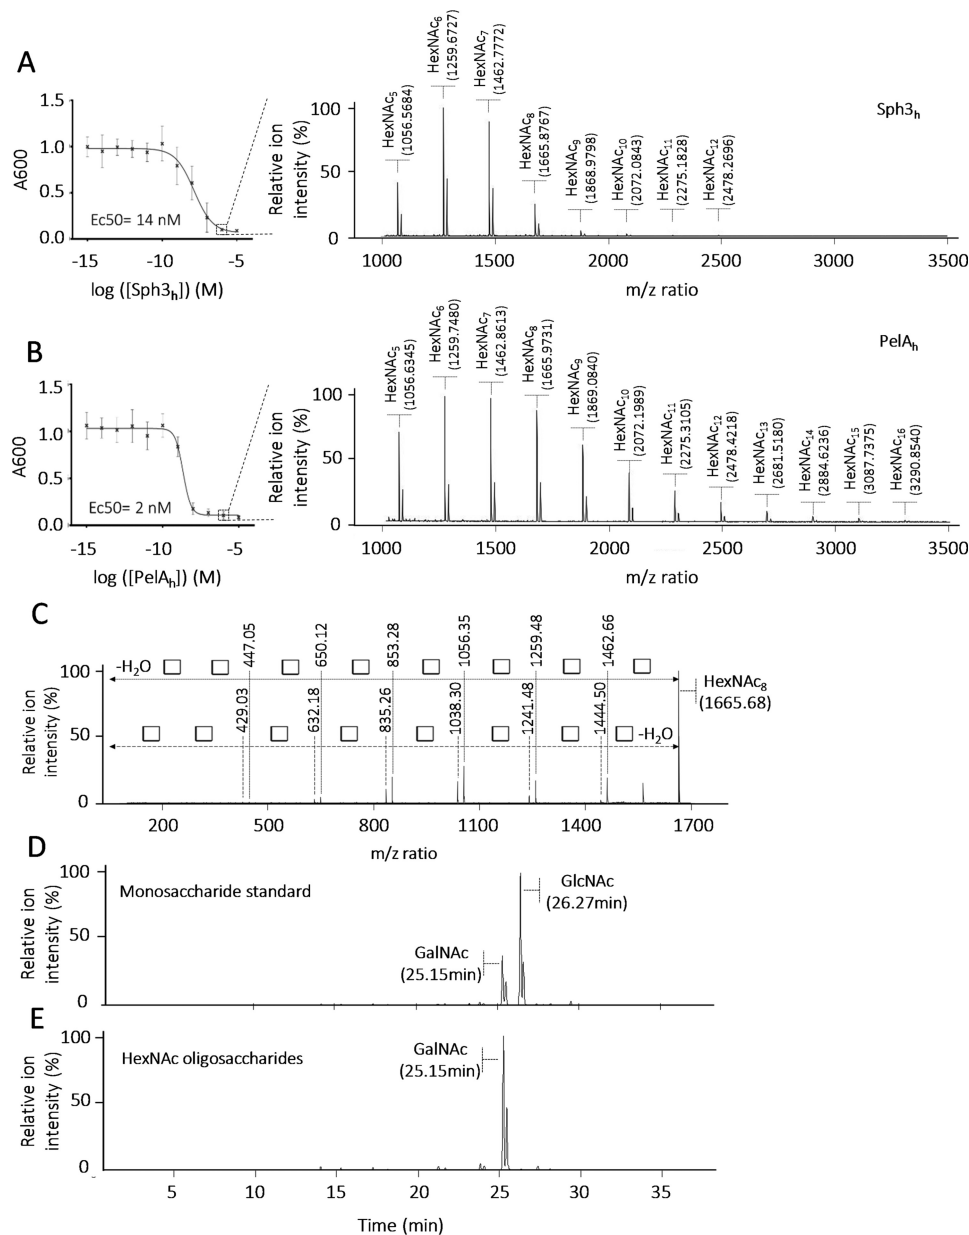 A
A600
1.5
1.0
0.5
0.0
Ec50= 14 nM
-15
-10
-5
log ([Sph3h]) (M)
Relative ion
intensity (%)
100
50
0
HexNAc5
(1056.5684)
HexNAc6
(1259.6727)
HexNAc7
(1462.7772)
HexNAc8
(1665.8767)
HexNAc9
(1868.9798)
HexNAc10
(2072.0843)
HexNAc11
(2275.1828)
HexNAc12
(2478.2696)
Sph3h
1000
1500
2000
2500
3000
3500
m/z ratio
B
A600
1.5
1.0
0.5
0.0
Ec50= 2 nM
-15
-10
-5
log ([PelAh]) (M)
Relative ion
intensity (%)
100
50
0
HexNAc5
(1056.6345)
HexNAc6
(1259.7480)
HexNAc7
(1462.8613)
HexNAc8
(1665.9731)
HexNAc9
(1869.0840)
HexNAc10
(2072.1989)
HexNAc11
(2275.3105)
HexNAc12
(2478.4218)
HexNAc13
(2681.5180)
HexNAc14
(2884.6236)
HexNAc15
(3087.7375)
HexNAc16
(3290.8540)
PelAh
1000
1500
2000
2500
3000
3500
m/z ratio
C
Relative ion
intensity (%)
100
50
0
-H2O
447.05
650.12
853.28
1056.35
1259.48
1462.66
HexNAc8
(1665.68)
429.03
632.18
835.26
1038.30
1241.48
1444.50
-H2O
200
500
800
1100
1400
1700
m/z ratio
D
Relative ion
intensity (%)
100
50
0
Monosaccharide standard
GalNAc
(25.15min)
GlcNAc
(26.27min)
E
Relative ion
intensity (%)
100
50
0
HexNAc oligosaccharides
GalNAc
(25.15min)
5
10
15
20
25
30
35
Time (min)